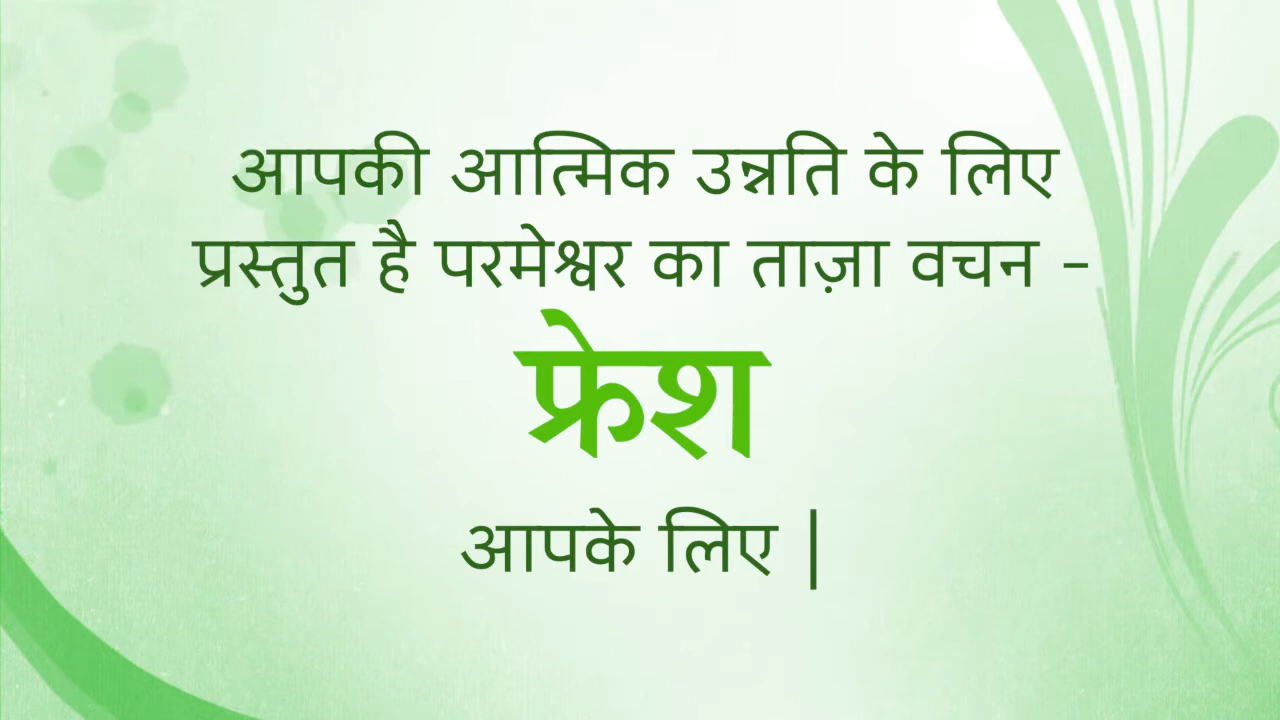 आपकी आत्मिक उन्नति के लिए
प्रस्तुत है परमेश्वर का ताज़ा वचन –
फ्रेश
आपके लिए |